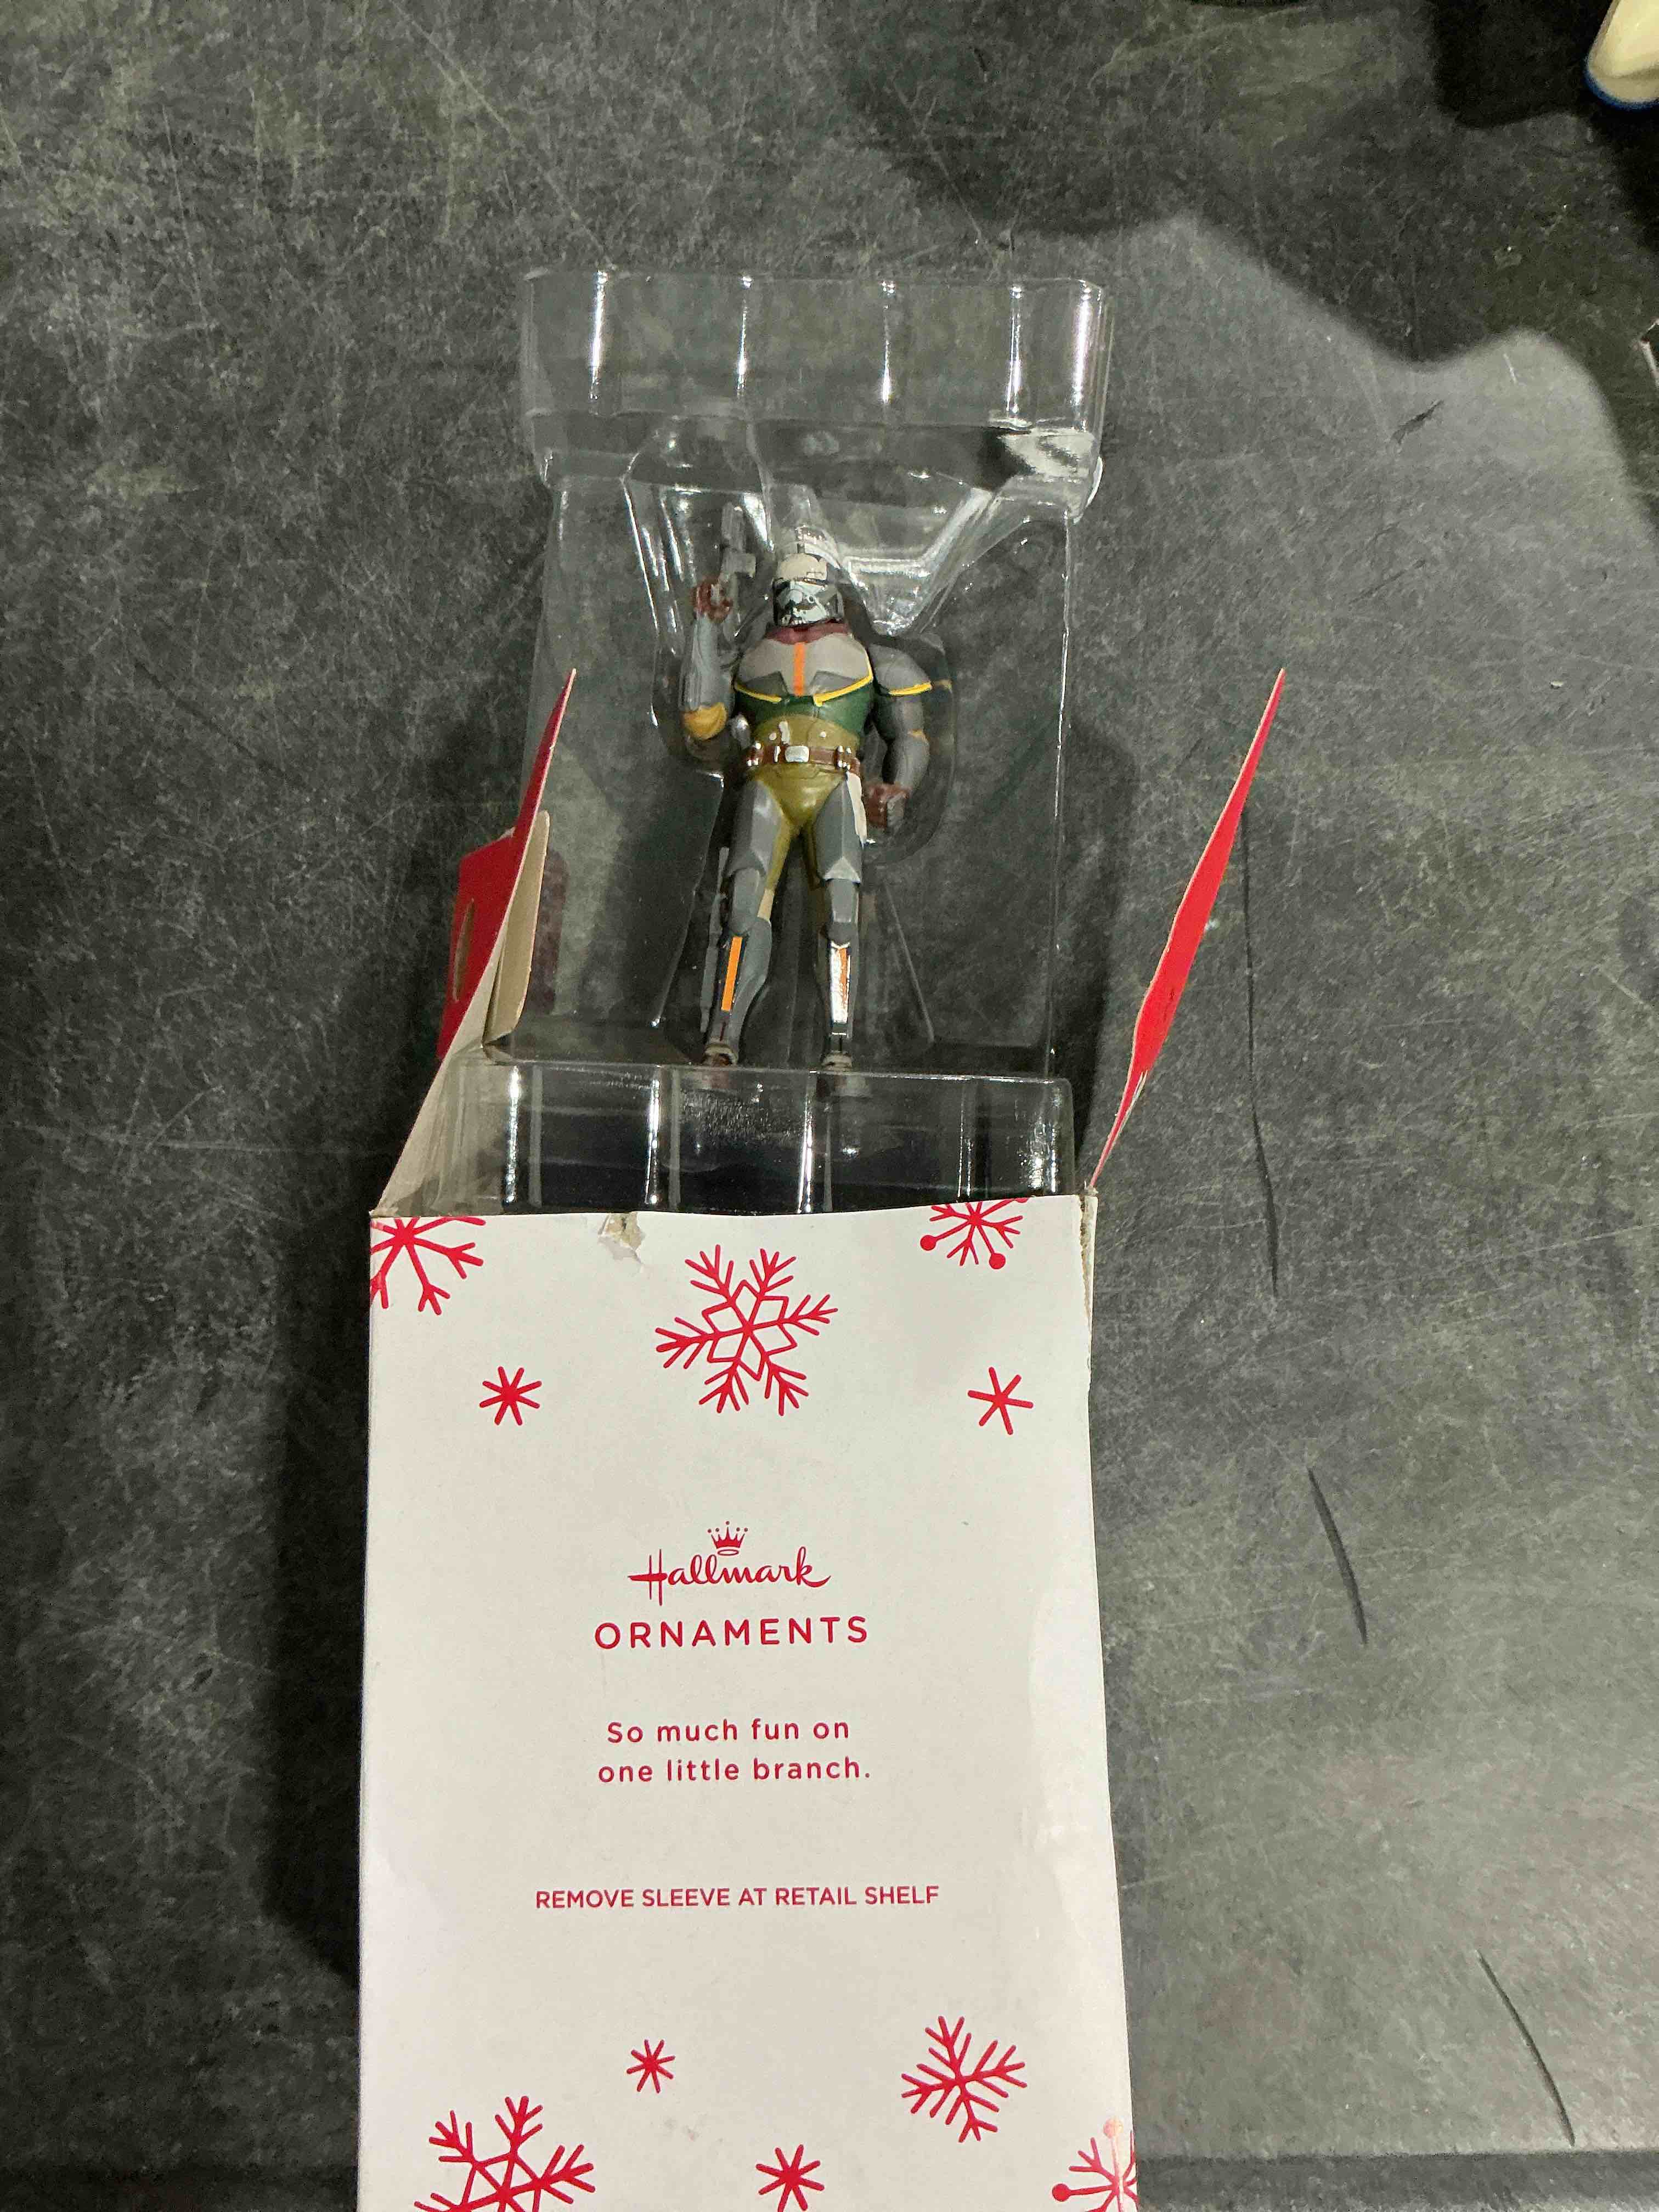 Hallmark
ORNAMENTS
So much fun on
one little branch.
REMOVE SLEEVE AT RETAIL SHELF